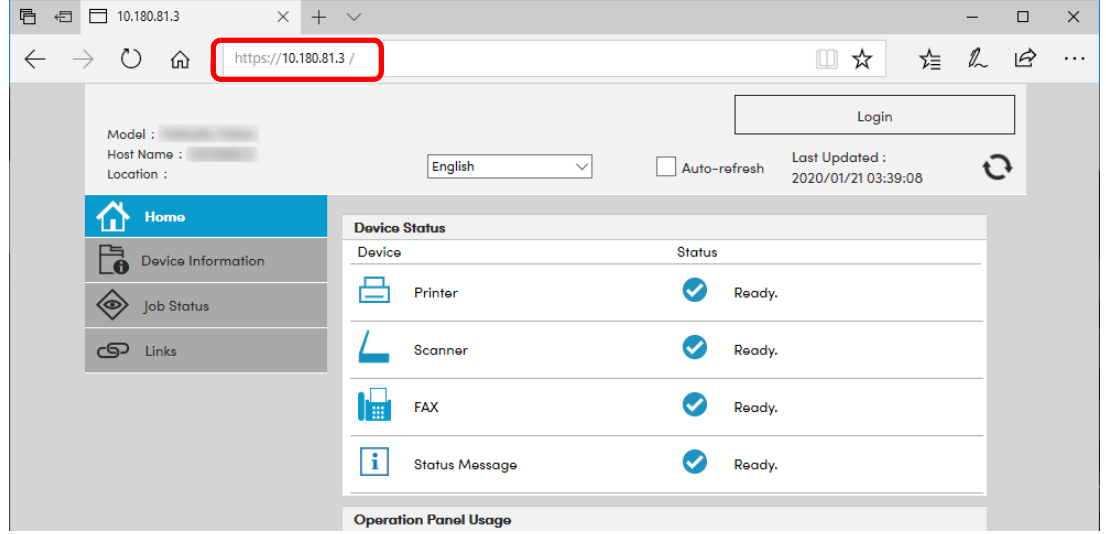 10.180.81.3
https://10.180.81.3 /
Login
Model :
Host Name :
Location :
English
Auto-refresh
Last Updated :
2020/01/21 03:39:08
Home
Device Information
Job Status
Links
Device Status
Device Status
Printer Ready.
Scanner Ready.
FAX Ready.
Status Message Ready.
Operation Panel Usage